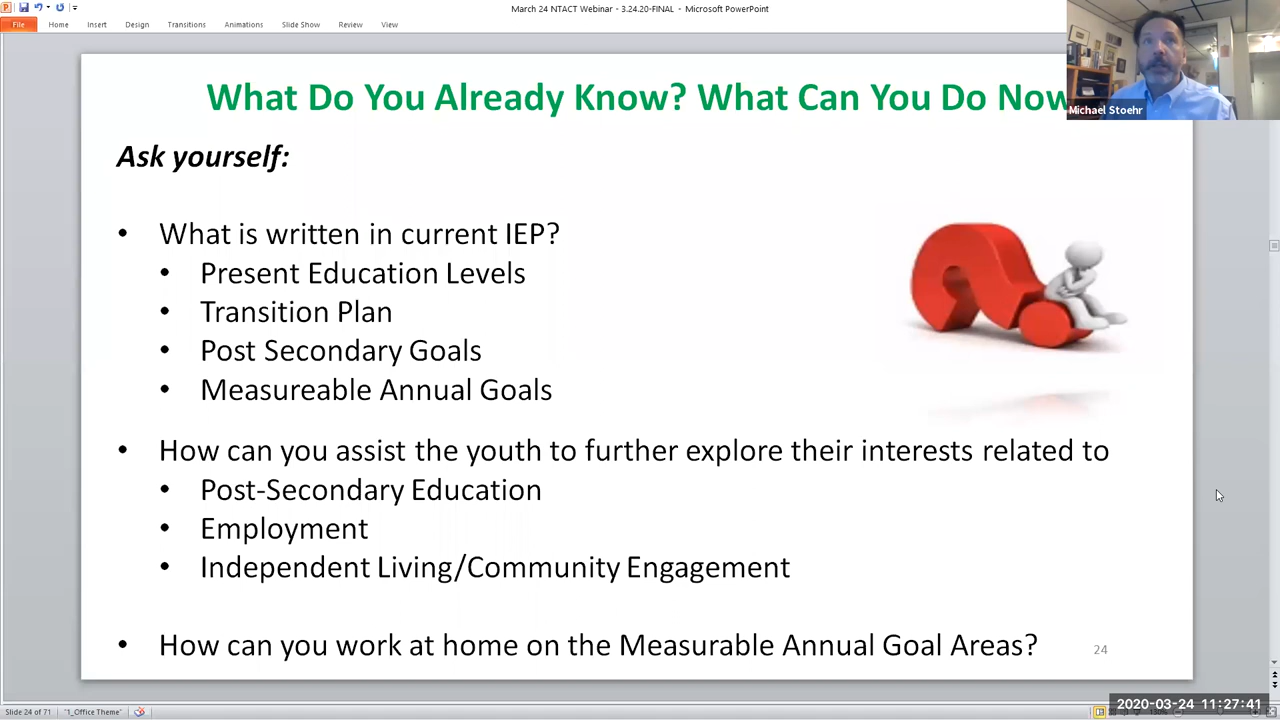 March 24 NTACT Webinar - 3.24.20-FINAL - Microsoft PowerPoint
File Home Insert Design Transitions Animations Slide Show Review View
What Do You Already Know? What Can You Do Now
Michael Stoehr
Ask yourself:
• What is written in current IEP?
• Present Education Levels
• Transition Plan
• Post Secondary Goals
• Measureable Annual Goals
• How can you assist the youth to further explore their interests related to
• Post-Secondary Education
• Employment
• Independent Living/Community Engagement
• How can you work at home on the Measurable Annual Goal Areas?
24
2020-03-24 11:27:41
Slide 24 of 71 "1_Office Theme"